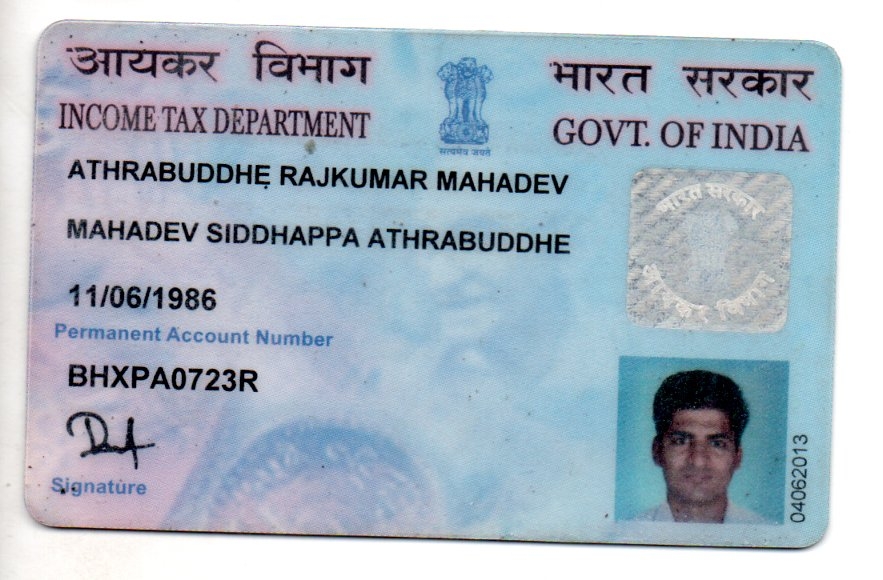 आयकर विभाग
INCOME TAX DEPARTMENT
सत्यमेव जयते
भारत सरकार
GOVT. OF INDIA
ATHRABUDDHE RAJKUMAR MAHADEV
MAHADEV SIDDHAPPA ATHRABUDDHE
11/06/1986
Permanent Account Number
BHXPA0723R
Signature
भारत सरकार
आयकर विभाग
04062013